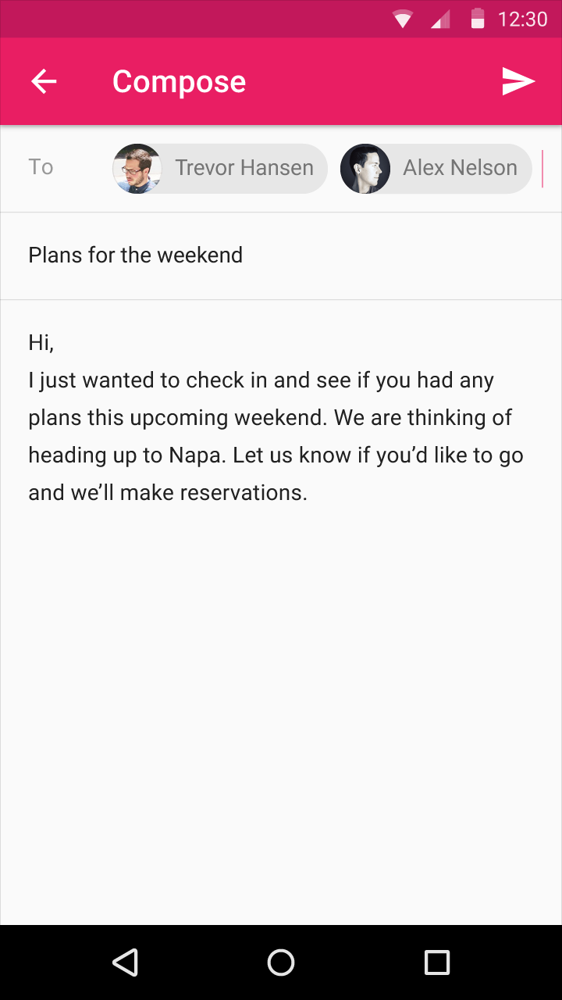 12:30
Compose
To Trevor Hansen Alex Nelson
Plans for the weekend
Hi,
I just wanted to check in and see if you had any
plans this upcoming weekend. We are thinking of
heading up to Napa. Let us know if you’d like to go
and we’ll make reservations.